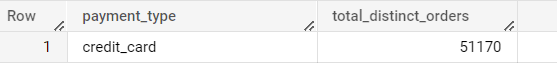 Row payment_type total_distinct_orders
1 credit_card 51170